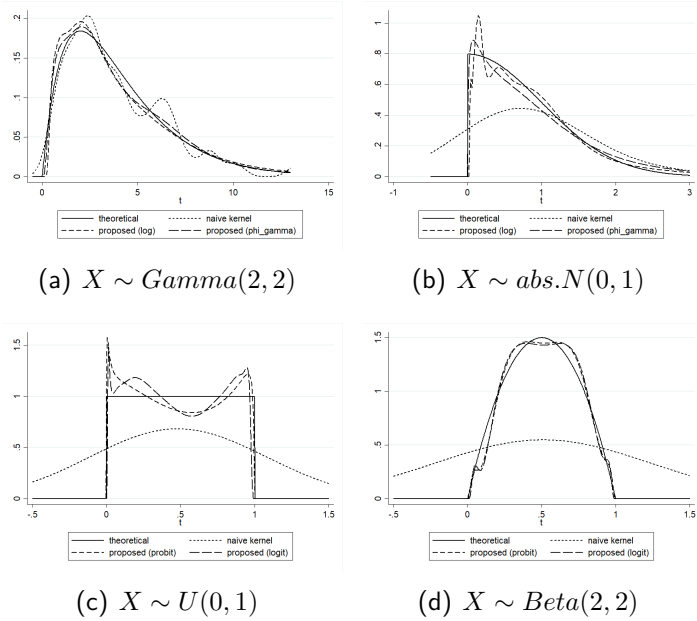 .2
.15
.1
.05
0
0 5 10 15
t
theoretical naive kernel
proposed (log) proposed (phi_gamma)
(a) X ∼ Gamma(2, 2)
1
.8
.6
.4
.2
0
-1 0 1 2 3
t
theoretical naive kernel
proposed (log) proposed (phi_gamma)
(b) X ∼ abs.N(0, 1)
1.5
1
.5
0
-.5 0 .5 1 1.5
t
theoretical naive kernel
proposed (probit) proposed (logit)
(c) X ∼ U(0, 1)
1.5
1
.5
0
-.5 0 .5 1 1.5
t
theoretical naive kernel
proposed (probit) proposed (logit)
(d) X ∼ Beta(2, 2)